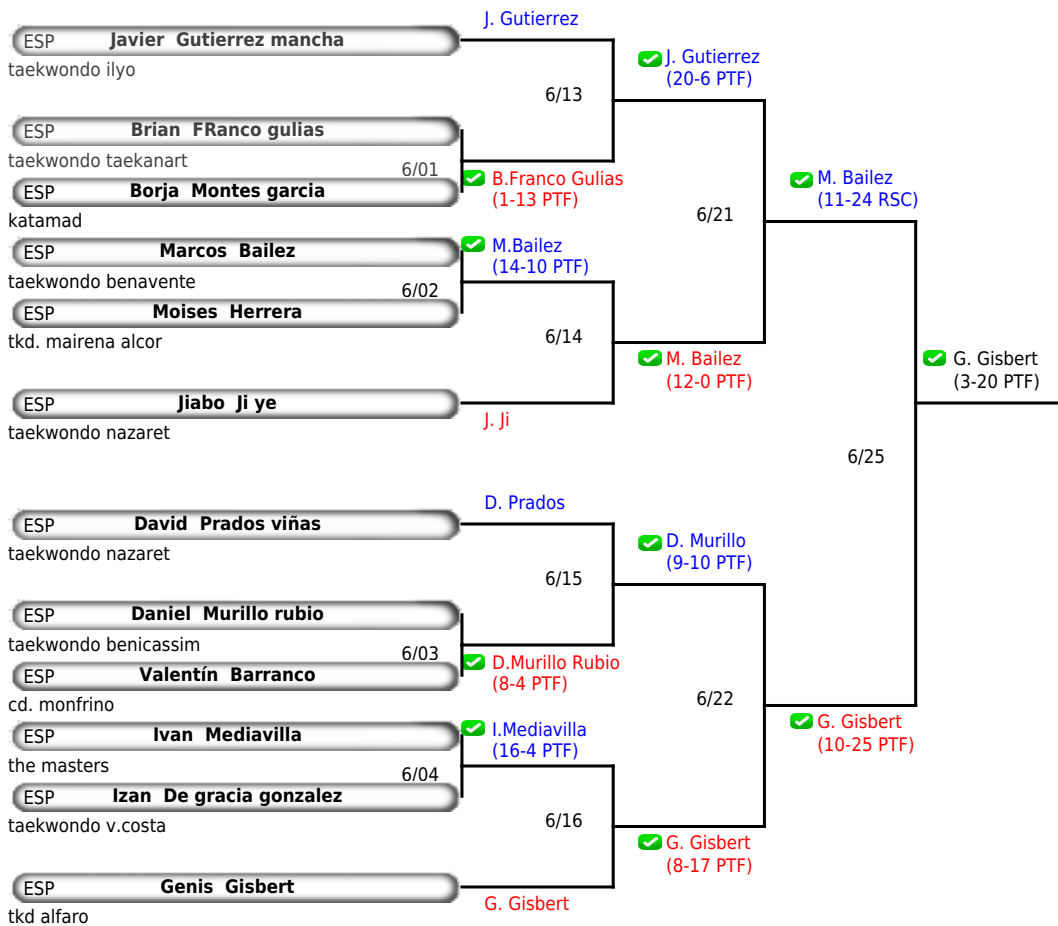 J. Gutierrez
ESP Javier Gutierrez mancha
taekwondo ilyo
J. Gutierrez
(20-6 PTF)
6/13
ESP Brian FRanco gulias
taekwondo taekanart
6/01
B.Franco Gulias
(1-13 PTF)
ESP Borja Montes garcia
katamad
M. Bailez
(11-24 RSC)
6/21
ESP Marcos Bailez
taekwondo benavente
M.Bailez
(14-10 PTF)
6/02
ESP Moises Herrera
tkd. mairena alcor
6/14
M. Bailez
(12-0 PTF)
ESP Jiabo Ji ye
taekwondo nazaret
J. Ji
G. Gisbert
(3-20 PTF)
6/25
D. Prados
ESP David Prados viñas
taekwondo nazaret
D. Murillo
(9-10 PTF)
6/15
ESP Daniel Murillo rubio
taekwondo benicassim
6/03
D.Murillo Rubio
(8-4 PTF)
ESP Valentín Barranco
cd. monfrino
6/22
G. Gisbert
(10-25 PTF)
ESP Ivan Mediavilla
the masters
I.Mediavilla
(16-4 PTF)
6/04
ESP Izan De gracia gonzalez
taekwondo v.costa
6/16
G. Gisbert
(8-17 PTF)
ESP Genis Gisbert
tkd alfaro
G. Gisbert